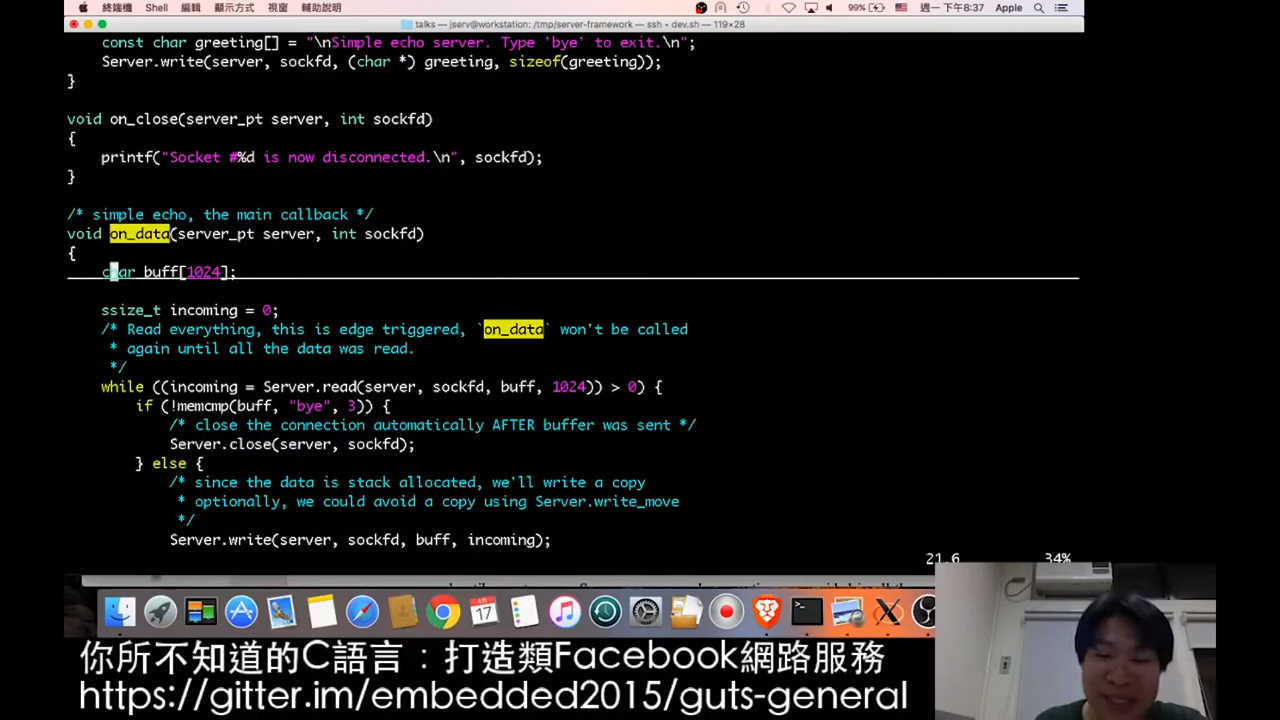 終端機 Shell 編輯 顯示方式 視窗 輔助說明 99% 週一 下午8:37 Apple
talks — jserv@workstation: /tmp/server-framework — ssh • dev.sh — 119×28
const char greeting[] = "\nSimple echo server. Type 'bye' to exit.\n";
Server.write(server, sockfd, (char *) greeting, sizeof(greeting));
}
void on_close(server_pt server, int sockfd)
{
printf("Socket #%d is now disconnected.\n", sockfd);
}
/* simple echo, the main callback */
void on_data(server_pt server, int sockfd)
{
char buff[1024];
ssize_t incoming = 0;
/* Read everything, this is edge triggered, `on_data` won't be called
* again until all the data was read.
*/
while ((incoming = Server.read(server, sockfd, buff, 1024)) > 0) {
if (!memcmp(buff, "bye", 3)) {
/* close the connection automatically AFTER buffer was sent */
Server.close(server, sockfd);
} else {
/* since the data is stack allocated, we'll write a copy
* optionally, we could avoid a copy using Server.write_move
*/
Server.write(server, sockfd, buff, incoming);
21,6 34%
17
你所不知道的C語言：打造類Facebook網路服務
https://gitter.im/embedded2015/guts-general